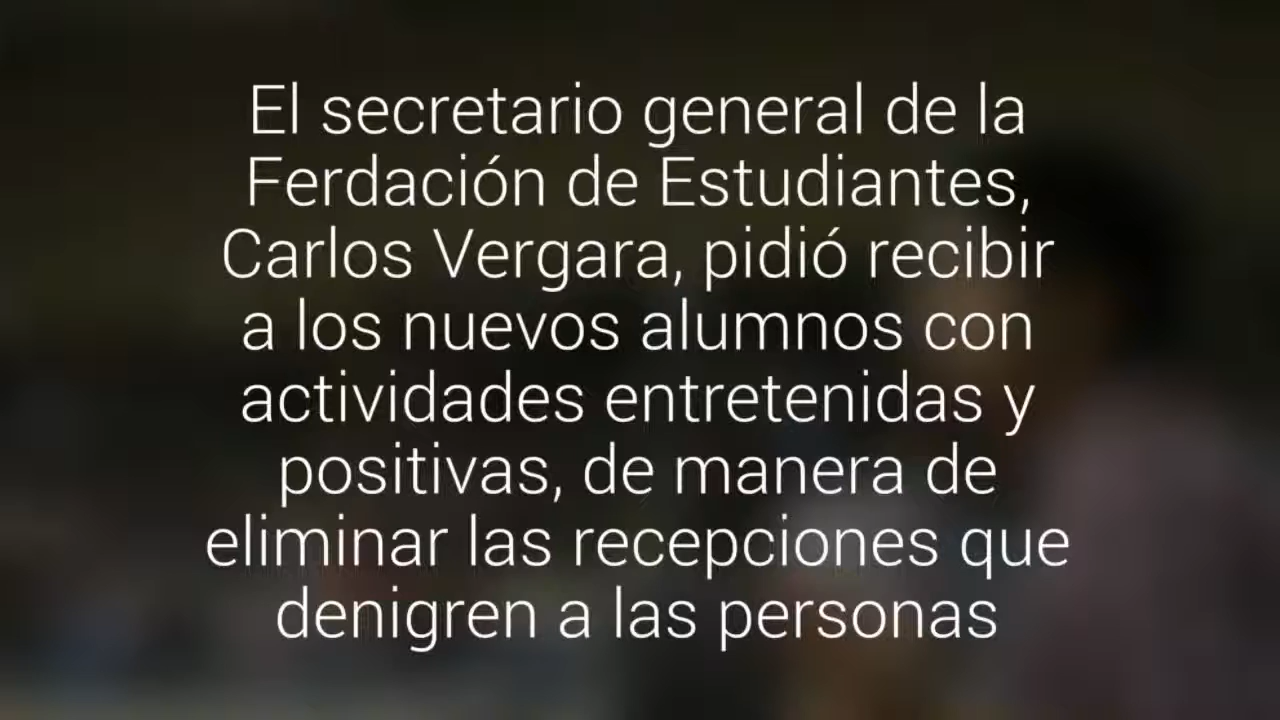 El secretario general de la
Ferdación de Estudiantes,
Carlos Vergara, pidió recibir
a los nuevos alumnos con
actividades entretenidas y
positivas, de manera de
eliminar las recepciones que
denigren a las personas